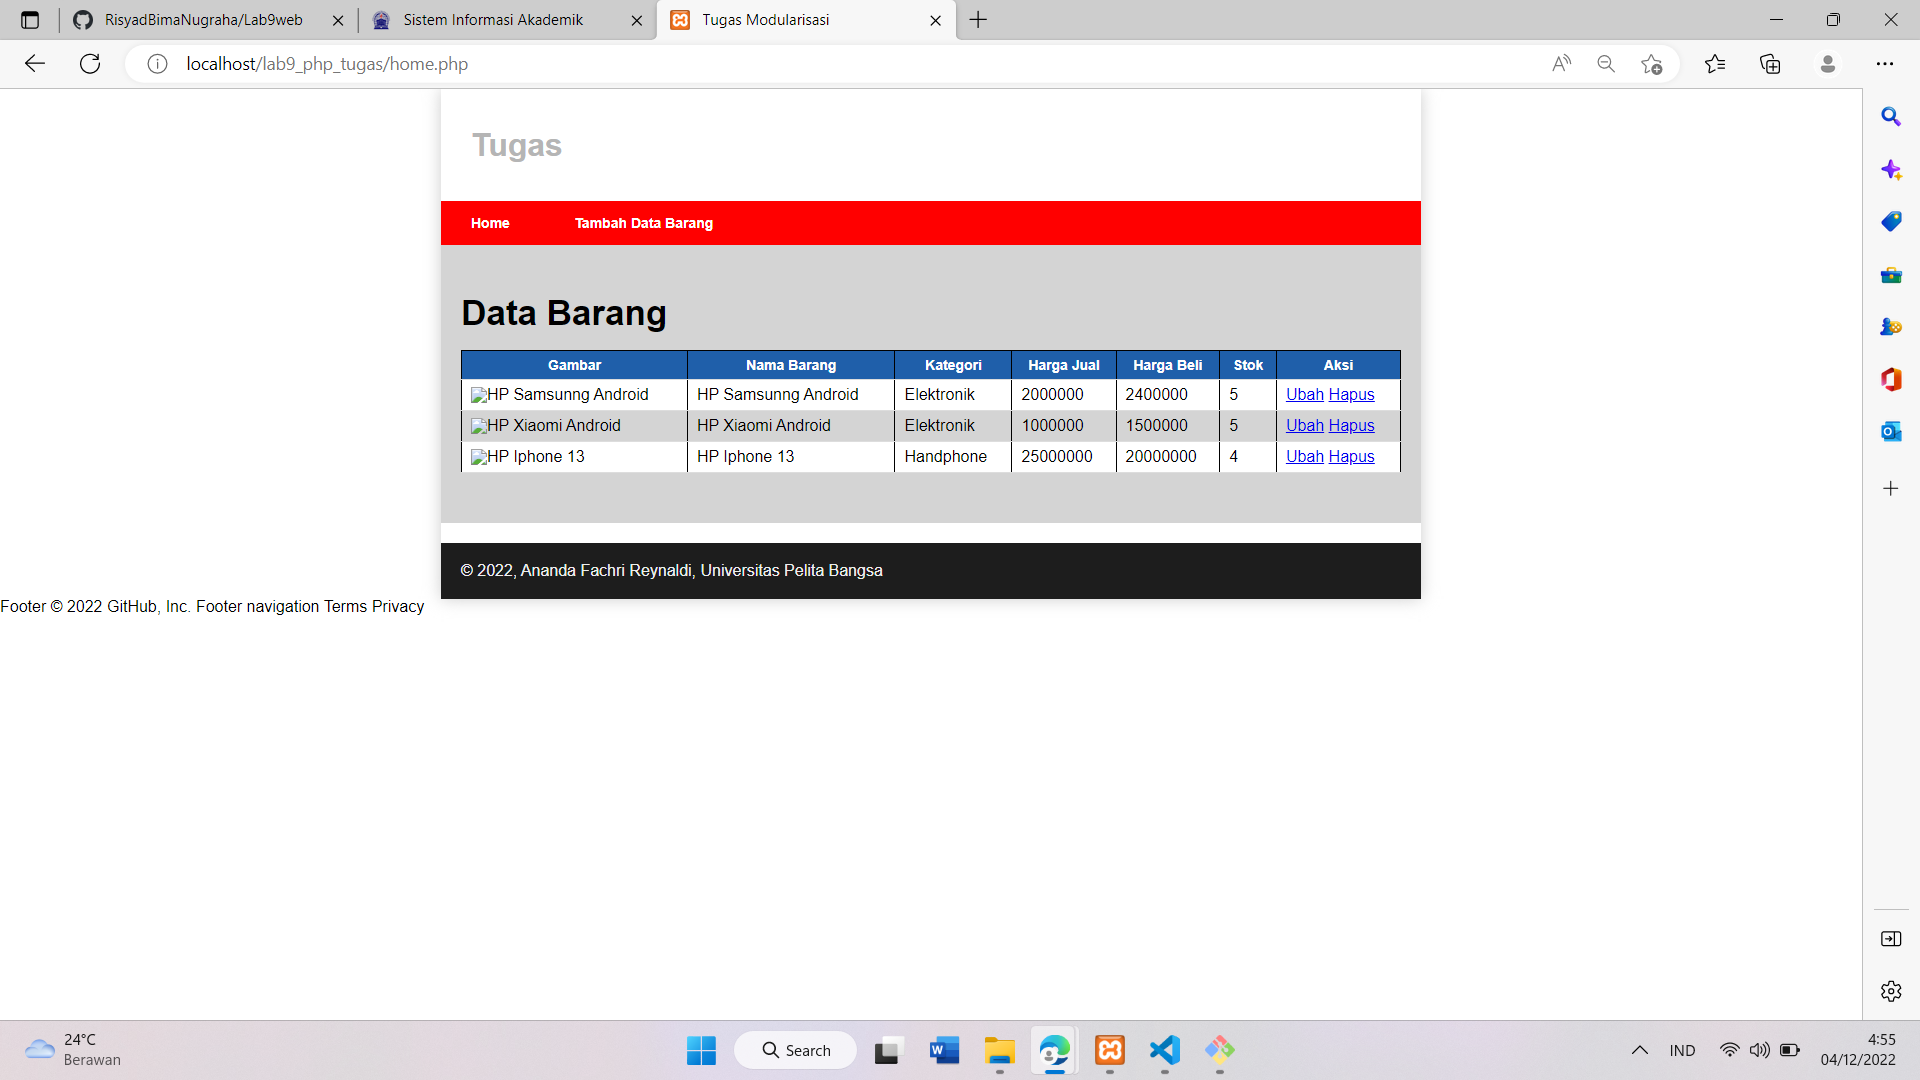 RisyadBimaNugraha/Lab9web
Sistem Informasi Akademik
Tugas Modularisasi
localhost/lab9_php_tugas/home.php
Tugas
Home Tambah Data Barang
Data Barang
Gambar Nama Barang Kategori Harga Jual Harga Beli Stok Aksi
HP Samsunng Android HP Samsunng Android Elektronik 2000000 2400000 5 Ubah Hapus
HP Xiaomi Android HP Xiaomi Android Elektronik 1000000 1500000 5 Ubah Hapus
HP Iphone 13 HP Iphone 13 Handphone 25000000 20000000 4 Ubah Hapus
© 2022, Ananda Fachri Reynaldi, Universitas Pelita Bangsa
Footer © 2022 GitHub, Inc. Footer navigation Terms Privacy
24°C
Berawan
Search
IND
4:55
04/12/2022